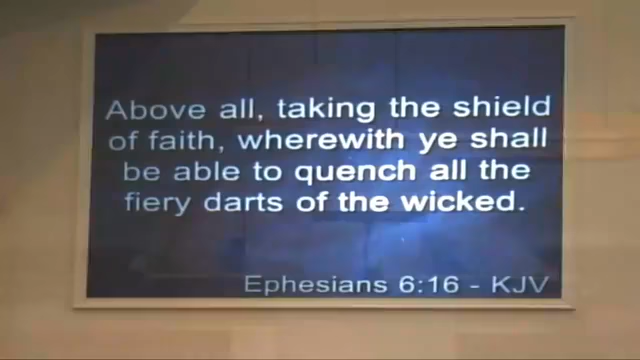 Above all, taking the shield
of faith, wherewith ye shall
be able to quench all the
fiery darts of the wicked.
Ephesians 6:16 - KJV